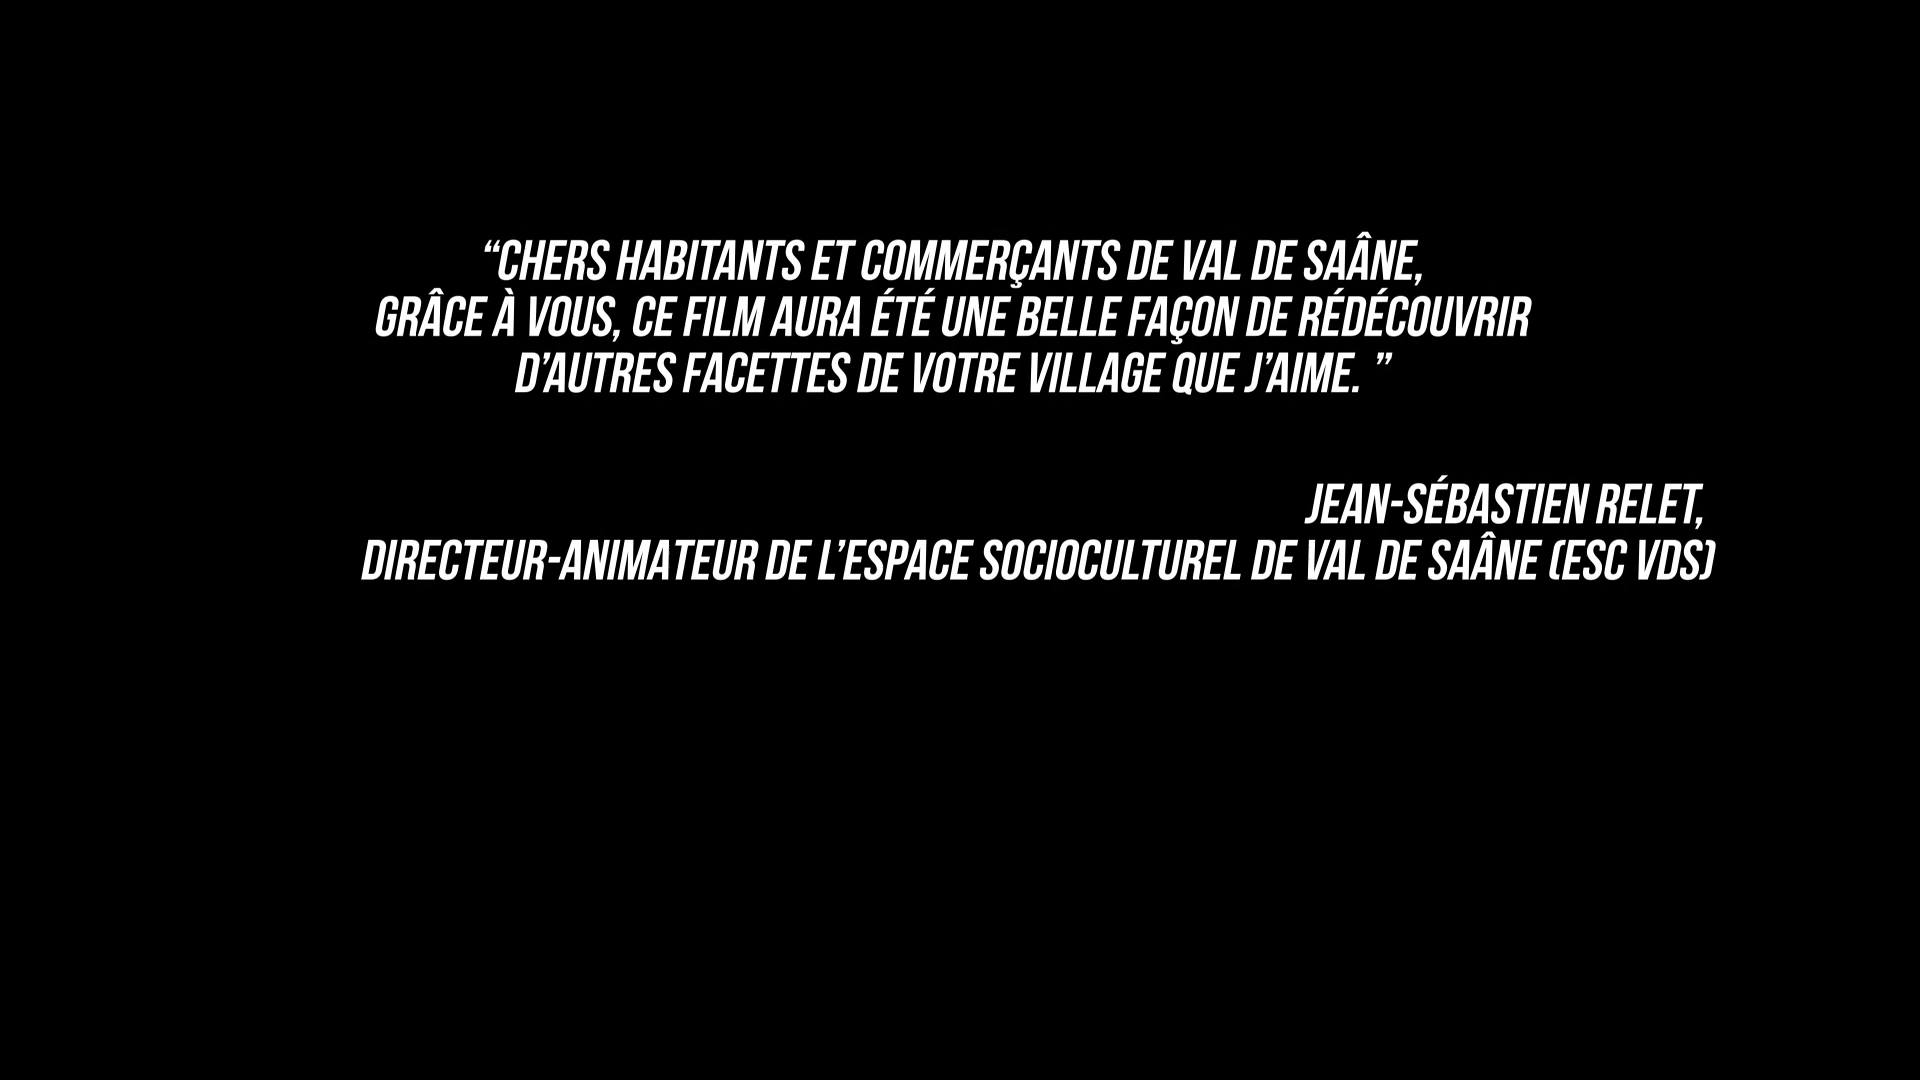 “CHERS HABITANTS ET COMMERÇANTS DE VAL DE SAÂNE,
GRÂCE À VOUS, CE FILM AURA ÉTÉ UNE BELLE FAÇON DE RÉDÉCOUVRIR
D’AUTRES FACETTES DE VOTRE VILLAGE QUE J’AIME. ”
JEAN-SÉBASTIEN RELET,
DIRECTEUR-ANIMATEUR DE L’ESPACE SOCIOCULTUREL DE VAL DE SAÂNE (ESC VDS)